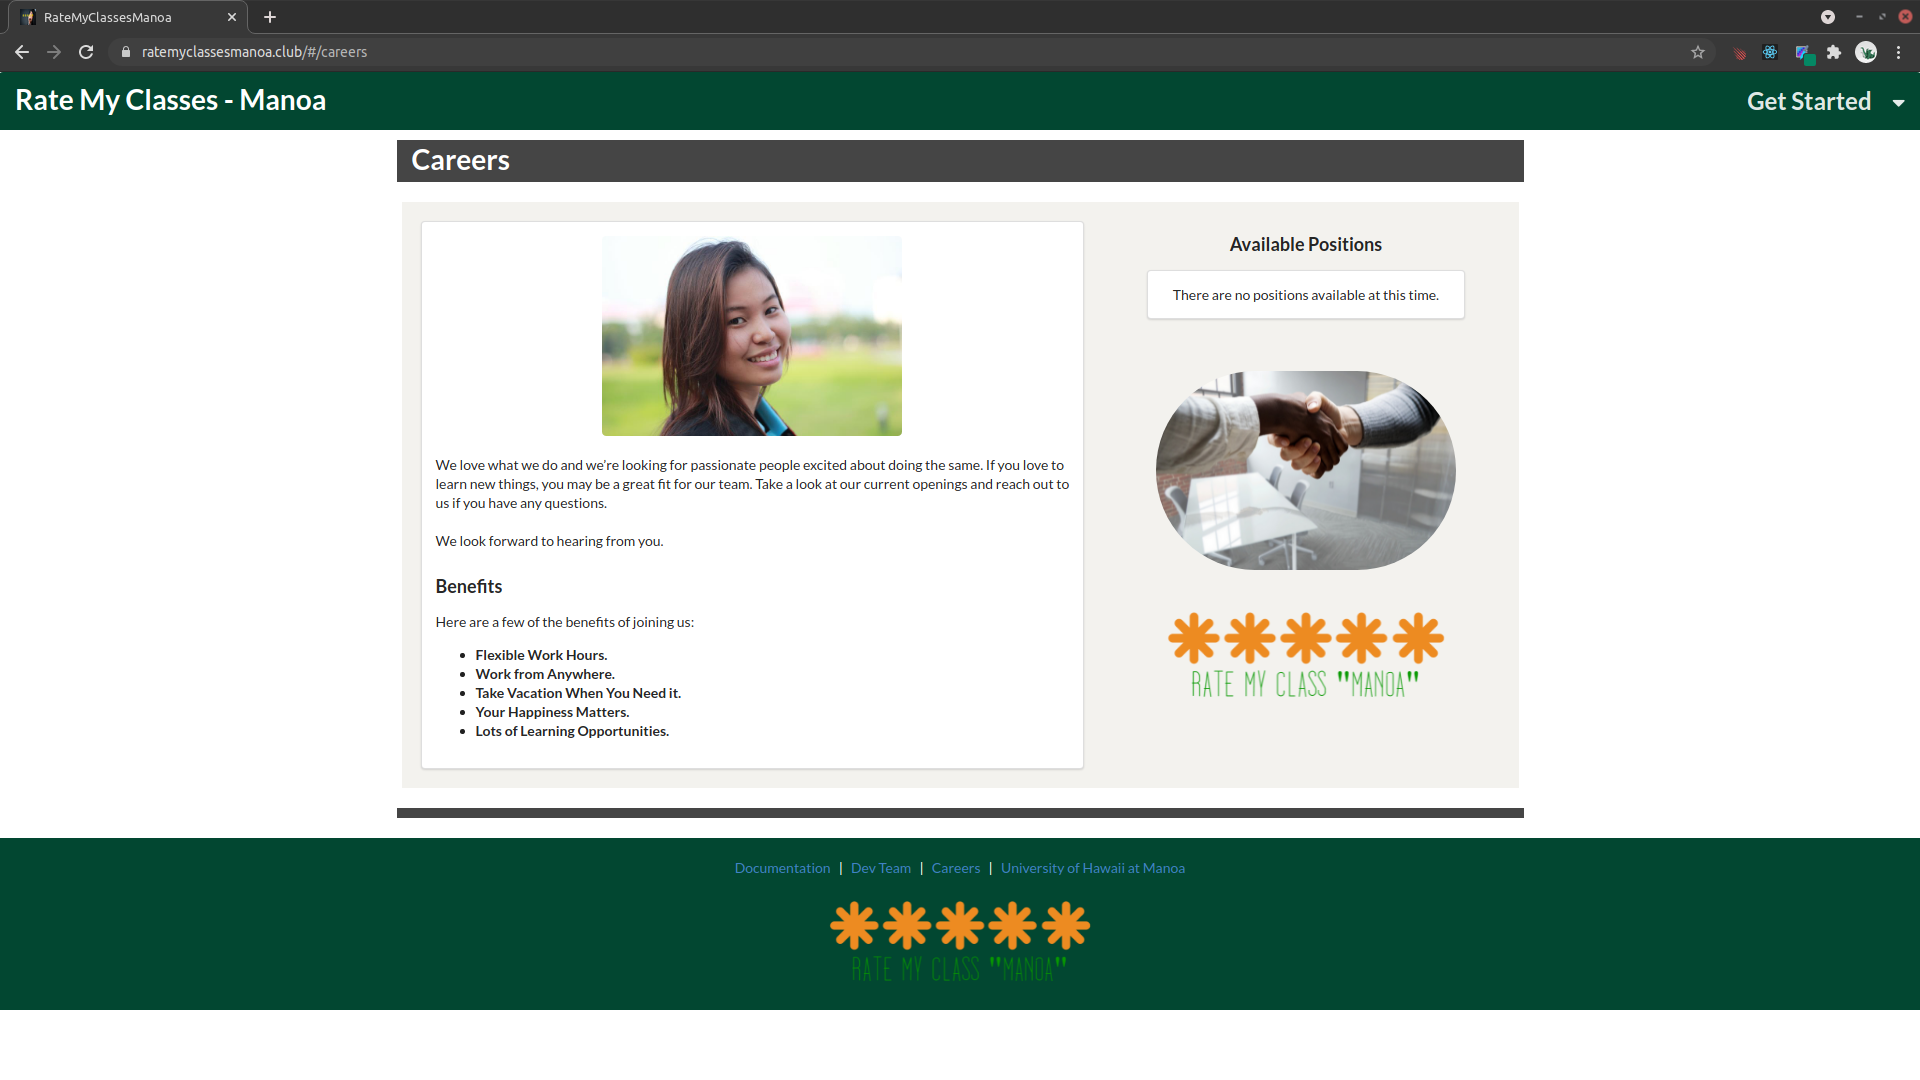 RateMyClassesManoa
ratemyclassesmanoa.club/#/careers
Rate My Classes - Manoa
Get Started
Careers
We love what we do and we’re looking for passionate people excited about doing the same. If you love to
learn new things, you may be a great fit for our team. Take a look at our current openings and reach out to
us if you have any questions.
We look forward to hearing from you.
Benefits
Here are a few of the benefits of joining us:
• Flexible Work Hours.
• Work from Anywhere.
• Take Vacation When You Need it.
• Your Happiness Matters.
• Lots of Learning Opportunities.
Available Positions
There are no positions available at this time.
RATE MY CLASS "MANOA"
Documentation | Dev Team | Careers | University of Hawaii at Manoa
RATE MY CLASS "MANOA"